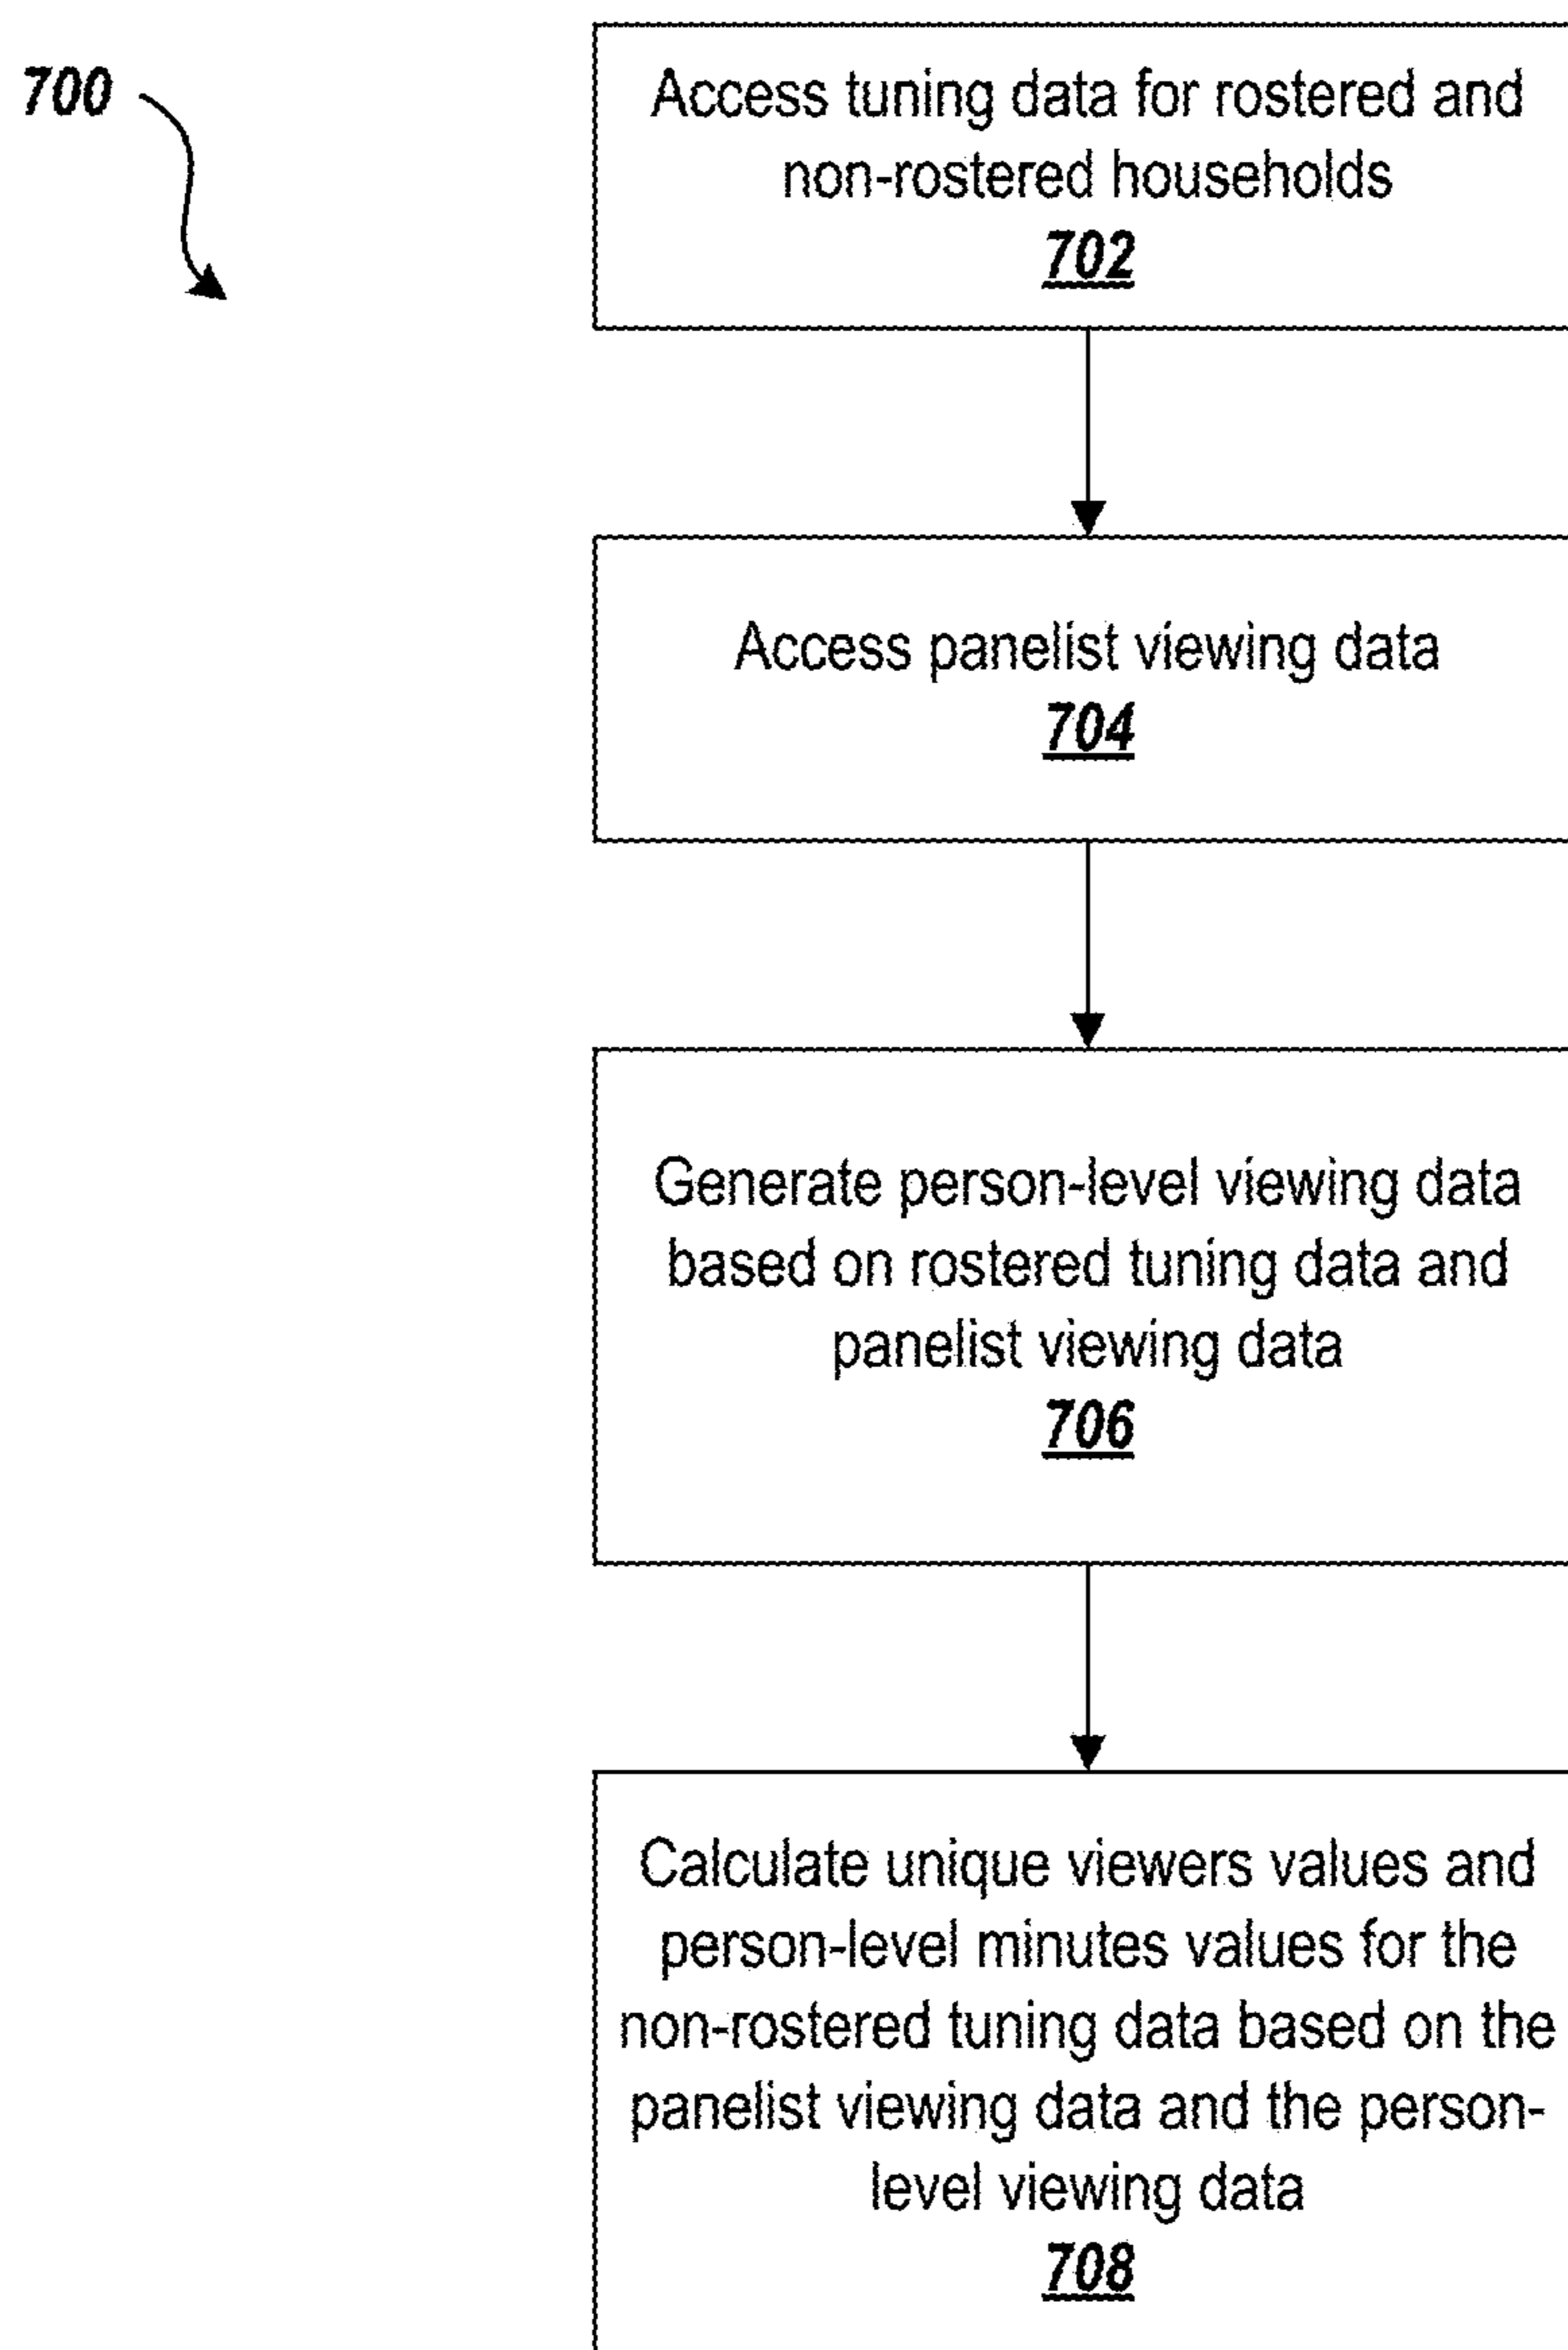 700
Access tuning data for rostered and
non-rostered households
702
Access panelist viewing data
704
Generate person-level viewing data
based on rostered tuning data and
panelist viewing data
706
Calculate unique viewers values and
person-level minutes values for the
non-rostered tuning data based on the
panelist viewing data and the person-
level viewing data
708